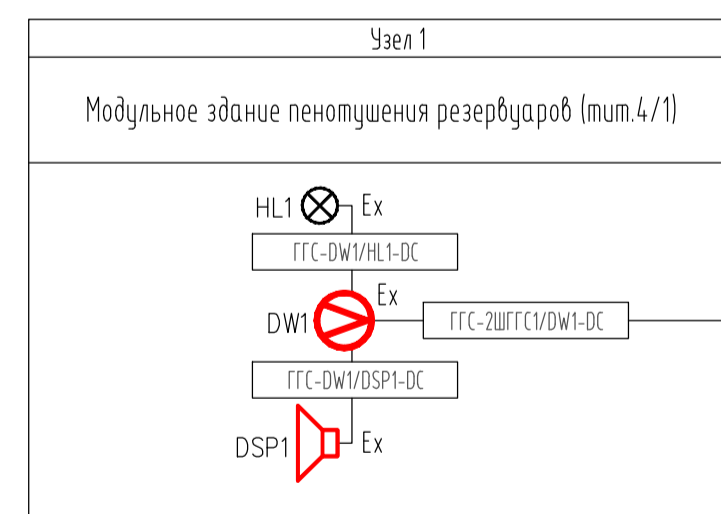 Узел 1
Модульное здание пенотушения резервуаров (тит.4/1)
HL1 Ex
ГГС-DW1/HL1-DC
Ex
DW1 ГГС-2ШГГС1/DW1-DC
ГГС-DW1/DSP1-DC
DSP1 Ex